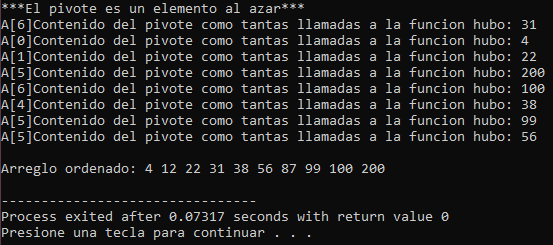 ***El pivote es un elemento al azar***
A[6]Contenido del pivote como tantas llamadas a la funcion hubo: 31
A[0]Contenido del pivote como tantas llamadas a la funcion hubo: 4
A[1]Contenido del pivote como tantas llamadas a la funcion hubo: 22
A[5]Contenido del pivote como tantas llamadas a la funcion hubo: 200
A[6]Contenido del pivote como tantas llamadas a la funcion hubo: 100
A[4]Contenido del pivote como tantas llamadas a la funcion hubo: 38
A[5]Contenido del pivote como tantas llamadas a la funcion hubo: 99
A[5]Contenido del pivote como tantas llamadas a la funcion hubo: 56
Arreglo ordenado: 4 12 22 31 38 56 87 99 100 200
--------------------------------
Process exited after 0.07317 seconds with return value 0
Presione una tecla para continuar . . .